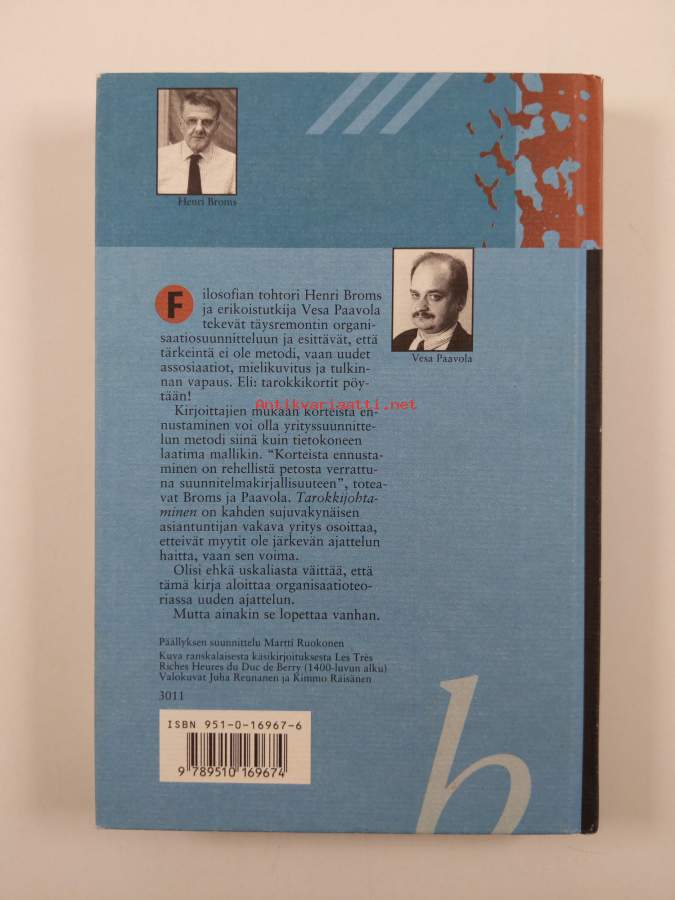 Henri Broms
Vesa Paavola
Filosofian tohtori Henri Broms
ja erikoistutkija Vesa Paavola
tekevät täysremontin organi-
saatiosuunnitteluun ja esittävät, että
tärkeintä ei ole metodi, vaan uudet
assosiaatiot, mielikuvitus ja tulkin-
nan vapaus. Eli: tarokkikortit pöy-
tään!
Antikvariaatti.net
Kirjoittajien mukaan korteista en-
nustaminen voi olla yrityssuunnitte-
lun metodi siinä kuin tietokoneen
laatima mallikin. “Korteista ennusta-
minen on rehellistä petosta verrattu-
na suunnitelmakirjallisuuteen”, totea-
vat Broms ja Paavola. Tarokkijohta-
minen on kahden sujuvakynäisen
asiantuntijan vakava yritys osoittaa,
etteivät myytit ole järkevän ajattelun
haitta, vaan sen voima.
Olisi ehkä uskaliasta väittää, että
tämä kirja aloittaa organisaatioteo-
riassa uuden ajattelun.
Mutta ainakin se lopettaa vanhan.
Päällyksen suunnittelu Martti Ruokonen
Kuva ranskalaisesta käsikirjoituksesta Les Très
Riches Heures du Duc de Berry (1400-luvun alku)
Valokuvat Juha Reunanen ja Kimmo Räisänen
3011
ISBN 951-0-16967-6
9 789510 169674
b